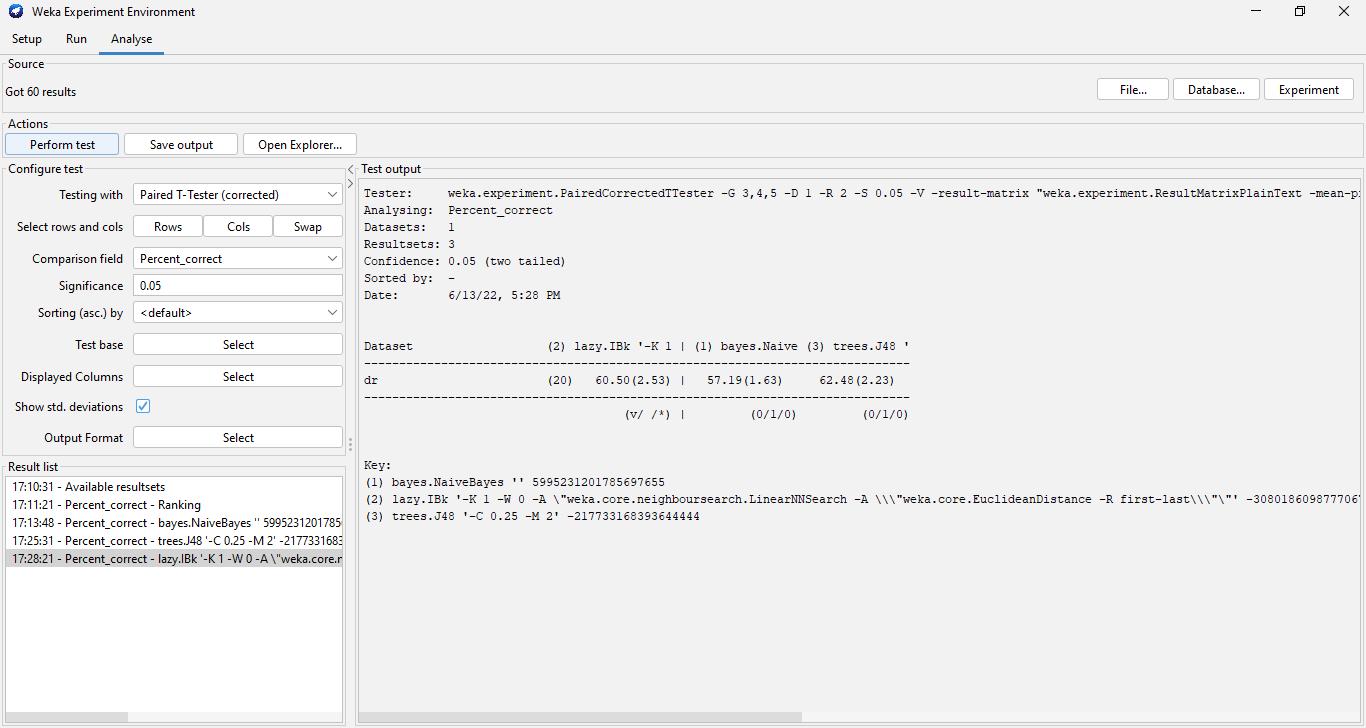 Weka Experiment Environment
Setup Run Analyse
Source
Got 60 results
File... Database... Experiment
Actions
Perform test Save output Open Explorer...
Configure test
Testing with Paired T-Tester (corrected)
Select rows and cols Rows Cols Swap
Comparison field Percent_correct
Significance 0.05
Sorting (asc.) by <default>
Test base Select
Displayed Columns Select
Show std. deviations
Output Format Select
Result list
17:10:31 - Available resultsets
17:11:21 - Percent_correct - Ranking
17:13:48 - Percent_correct - bayes.NaiveBayes '' 5995231201785
17:25:31 - Percent_correct - trees.J48 '-C 0.25 -M 2' -2177331683
17:28:21 - Percent_correct - lazy.IBk '-K 1 -W 0 -A \"weka.core.n
Test output
Tester: weka.experiment.PairedCorrectedTTester -G 3,4,5 -D 1 -R 2 -S 0.05 -V -result-matrix "weka.experiment.ResultMatrixPlainText -mean-p
Analysing: Percent_correct
Datasets: 1
Resultsets: 3
Confidence: 0.05 (two tailed)
Sorted by: -
Date: 6/13/22, 5:28 PM
Dataset (2) lazy.IBk '-K 1 | (1) bayes.Naive (3) trees.J48 '
------------------------------------------------------------------------------
dr (20) 60.50(2.53) | 57.19(1.63) 62.48(2.23)
------------------------------------------------------------------------------
(v/ /*) | (0/1/0) (0/1/0)
Key:
(1) bayes.NaiveBayes '' 5995231201785697655
(2) lazy.IBk '-K 1 -W 0 -A \"weka.core.neighboursearch.LinearNNSearch -A \\\"weka.core.EuclideanDistance -R first-last\\\"\"' -308018609877706
(3) trees.J48 '-C 0.25 -M 2' -217733168393644444